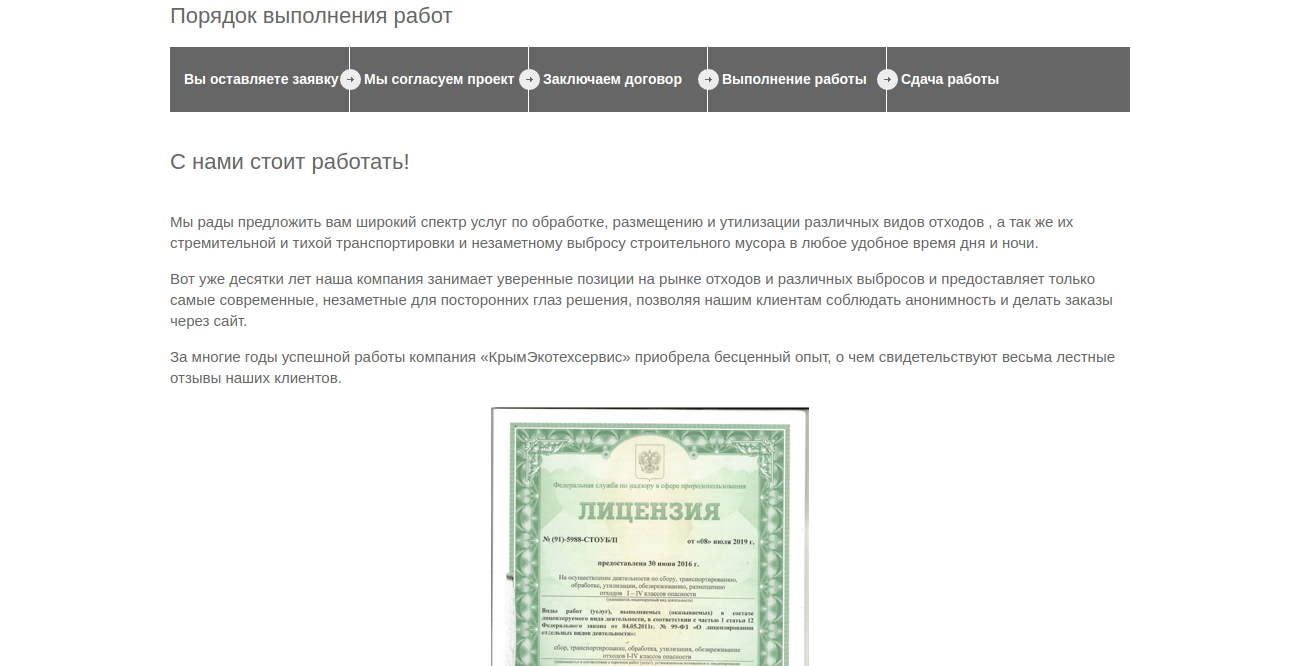 Порядок выполнения работ
Вы оставляете заявку Мы согласуем проект Заключаем договор Выполнение работы Сдача работы
С нами стоит работать!
Мы рады предложить вам широкий спектр услуг по обработке, размещению и утилизации различных видов отходов , а так же их
стремительной и тихой транспортировки и незаметному выбросу строительного мусора в любое удобное время дня и ночи.
Вот уже десятки лет наша компания занимает уверенные позиции на рынке отходов и различных выбросов и предоставляет только
самые современные, незаметные для посторонних глаз решения, позволяя нашим клиентам соблюдать анонимность и делать заказы
через сайт.
За многие годы успешной работы компания «КрымЭкотехсервис» приобрела бесценный опыт, о чем свидетельствуют весьма лестные
отзывы наших клиентов.
Федеральная служба по надзору в сфере природопользования
ЛИЦЕНЗИЯ
№ (91)-5988-СТОУБ/П от «08» июля 2019 г.
предоставлена 30 июня 2016 г.
На осуществление деятельности по сбору, транспортированию,
обработке, утилизации, обезвреживанию, размещению
отходов I – IV классов опасности
(указывается лицензируемый вид деятельности)
Виды работ (услуг), выполняемых (оказываемых) в составе
лицензируемого вида деятельности, в соответствии с частью 1 статьи 12
Федерального закона от 04.05.2011г. № 99-ФЗ «О лицензировании
отдельных видов деятельности»:
сбор, транспортирование, обработка, утилизация, обезвреживание
отходов I-IV классов опасности